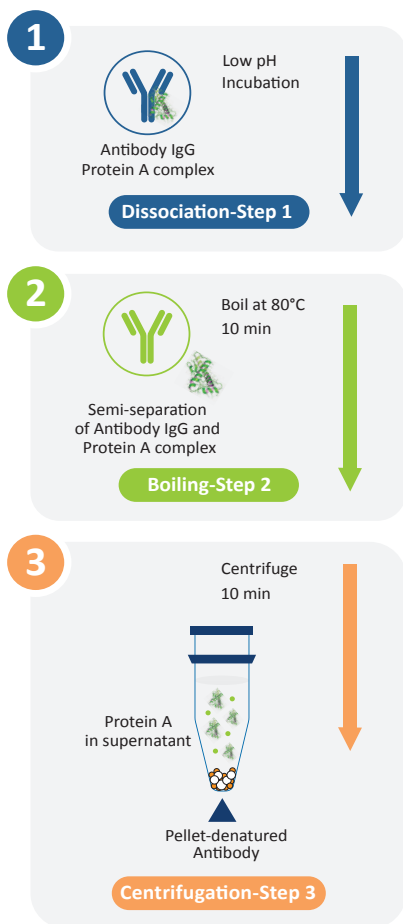 1
Low pH
Incubation
Antibody IgG
Protein A complex
Dissociation-Step 1
2
Boil at 80°C
10 min
Semi-separation
of Antibody IgG and
Protein A complex
Boiling-Step 2
3
Centrifuge
10 min
Protein A
in supernatant
Pellet-denatured
Antibody
Centrifugation-Step 3